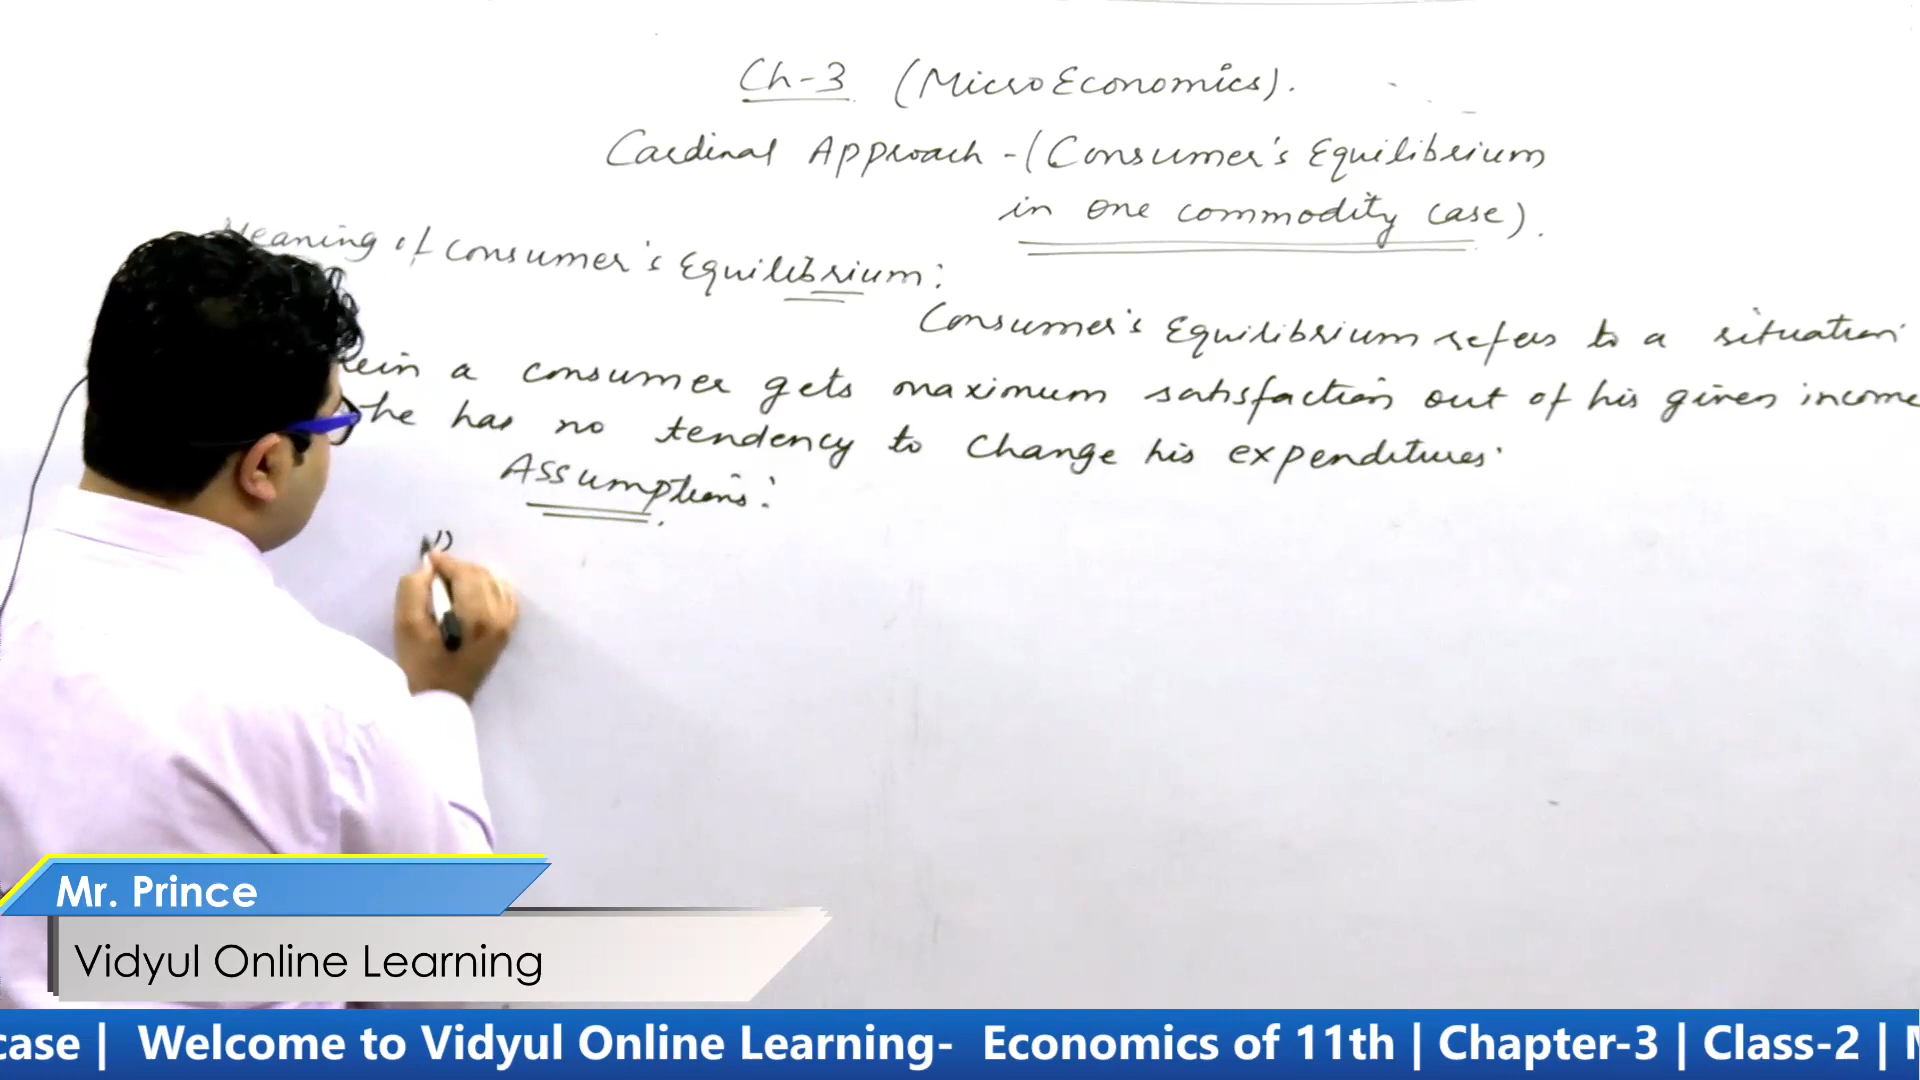 Ch-3 (MicroEconomics).
Cardinal Approach - (Consumer's Equilibrium
in one commodity case).
Meaning of Consumer's Equilibrium:
Consumer's Equilibrium refers to a situation
a consumer gets maximum satisfaction out of his given income
he has no tendency to change his expenditures.
Assumptions:
1)
Mr. Prince
Vidyul Online Learning
case | Welcome to Vidyul Online Learning- Economics of 11th | Chapter-3 | Class-2 |